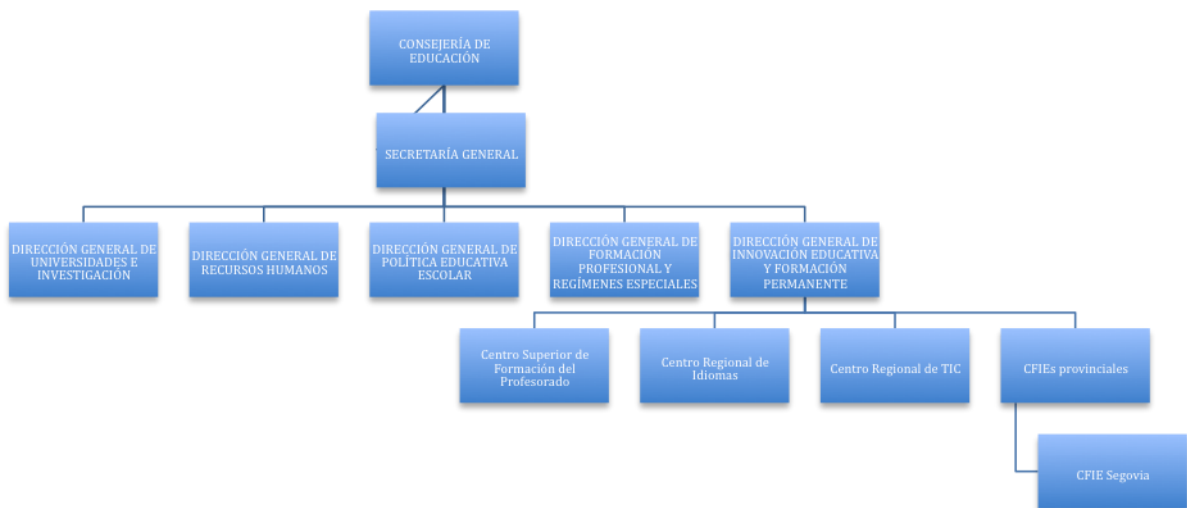 CONSEJERÍA DE
EDUCACIÓN
SECRETARÍA GENERAL
DIRECCIÓN GENERAL DE
UNIVERSIDADES E
INVESTIGACIÓN
DIRECCIÓN GENERAL DE
RECURSOS HUMANOS
DIRECCIÓN GENERAL DE
POLÍTICA EDUCATIVA
ESCOLAR
DIRECCIÓN GENERAL DE
FORMACIÓN
PROFESIONAL Y
REGÍMENES ESPECIALES
DIRECCIÓN GENERAL DE
INNOVACIÓN EDUCATIVA
Y FORMACIÓN
PERMANENTE
Centro Superior de
Formación del
Profesorado
Centro Regional de
Idiomas
Centro Regional de TIC
CFIEs provinciales
CFIE Segovia